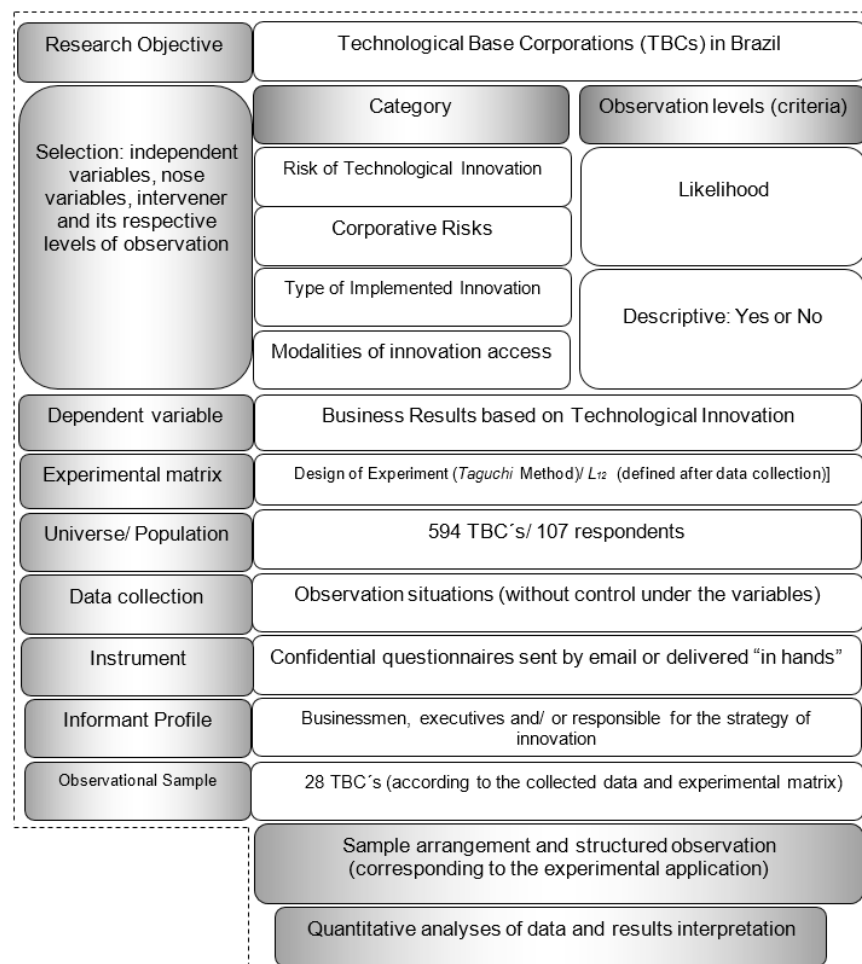 Research Objective
Technological Base Corporations (TBCs) in Brazil
Selection: independent
variables, nose
variables, intervener
and its respective
levels of observation
Category
Observation levels (criteria)
Risk of Technological Innovation
Corporative Risks
Likelihood
Type of Implemented Innovation
Modalities of innovation access
Descriptive: Yes or No
Dependent variable
Business Results based on Technological Innovation
Experimental matrix
Design of Experiment (Taguchi Method)/ L12 (defined after data collection)]
Universe/ Population
594 TBC´s/ 107 respondents
Data collection
Observation situations (without control under the variables)
Instrument
Confidential questionnaires sent by email or delivered “in hands”
Informant Profile
Businessmen, executives and/ or responsible for the strategy of
innovation
Observational Sample
28 TBC´s (according to the collected data and experimental matrix)
Sample arrangement and structured observation
(corresponding to the experimental application)
Quantitative analyses of data and results interpretation